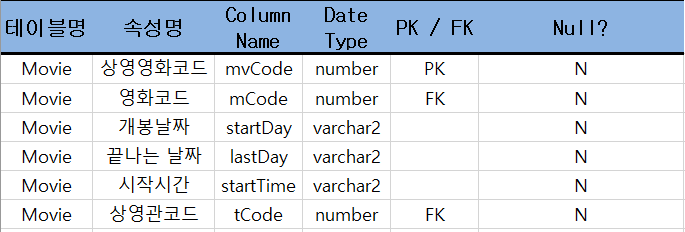 테이블명 속성명 Column Name Date Type PK / FK Null?
Movie 상영영화코드 mvCode number PK N
Movie 영화코드 mCode number FK N
Movie 개봉날짜 startDay varchar2 N
Movie 끝나는 날짜 lastDay varchar2 N
Movie 시작시간 startTime varchar2 N
Movie 상영관코드 tCode number FK N